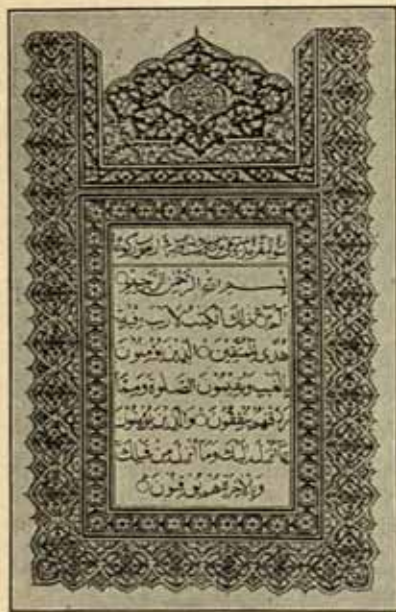 بسم الله الرحمن الرحيم
الم ذلك الكتب لا ريب فيه
هدى للمتقين الذين يؤمنون
بالغيب ويقيمون الصلوة ومما
رزقنهم ينفقون والذين يؤمنون
بما انزل اليك وما انزل من قبلك
وبالاخرة هم يوقنون